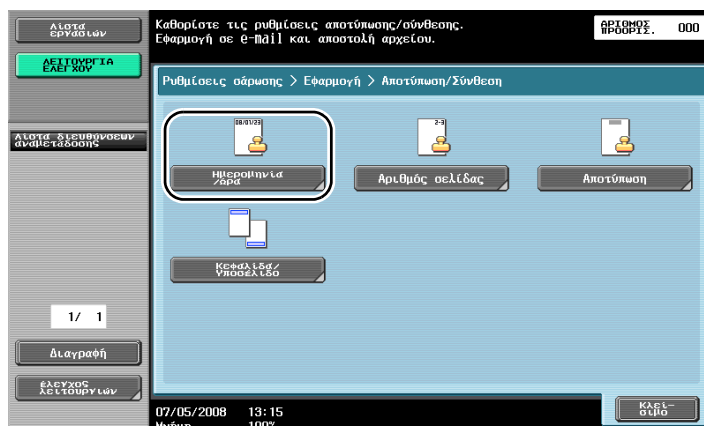 Λίστα
εργασιών
ΛΕΙΤΟΥΡΓΙΑ
ΕΛΕΓΧΟΥ
Λίστα διευθύνσεων
αναμετάδοσης
1/ 1
Διαγραφή
έλεγχος
λειτουργιών
Καθορίστε τις ρυθμίσεις αποτύπωσης/σύνθεσης.
Εφαρμογή σε e-mail και αποστολή αρχείου.
ΑΡΙΘΜΟΣ
ΠΡΟΟΡΙΣ. 000
Ρυθμίσεις σάρωσης > Εφαρμογή > Αποτύπωση/Σύνθεση
08/01/23
2-3
Ημερομηνία
/ώρα
Αριθμός σελίδας
Αποτύπωση
Κεφαλίδα/
Υποσέλιδο
07/05/2008 13:15
Μνήμη 100%
Κλεί-
σιμο